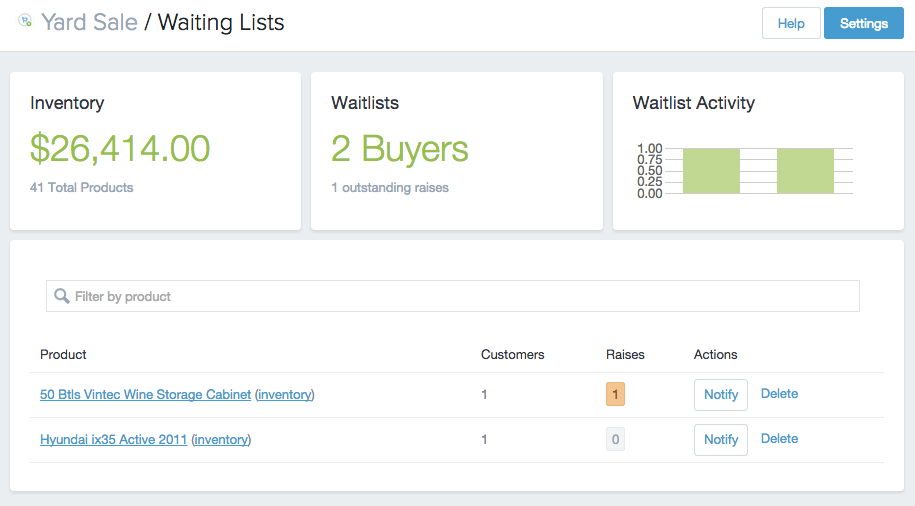 Yard Sale / Waiting Lists
Help
Settings
Inventory
$26,414.00
41 Total Products
Waitlists
2 Buyers
1 outstanding raises
Waitlist Activity
1.00
0.75
0.50
0.25
0.00
Filter by product
Product Customers Raises Actions
50 Btls Vintec Wine Storage Cabinet (inventory) 1 1 Notify Delete
Hyundai ix35 Active 2011 (inventory) 1 0 Notify Delete